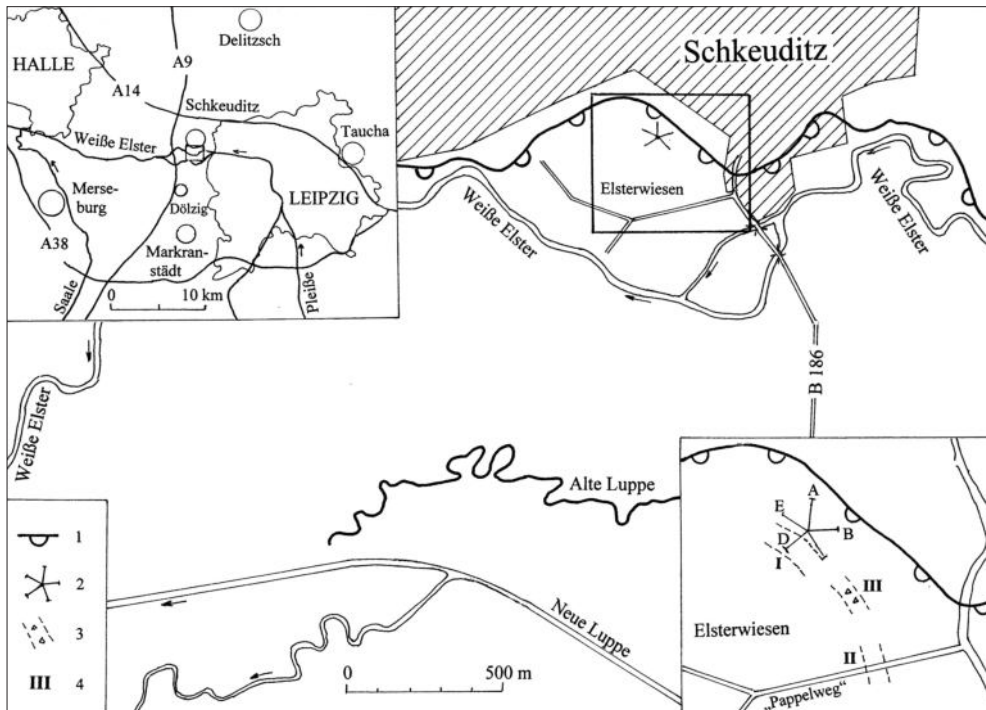 HALLE
A14
A9
Delitzsch
Schkeuditz
Taucha
Weiße Elster
Merse-
burg
Dölzig
LEIPZIG
A38
Markran-
städt
Saale
0 10 km
Pleiße
Schkeuditz
Elsterwiesen
Weiße Elster
Weiße Elster
B 186
Weiße Elster
Alte Luppe
Neue Luppe
0 500 m
1
2
3
III 4
A
E
B
D
I
III
Elsterwiesen
II
„Pappelweg“